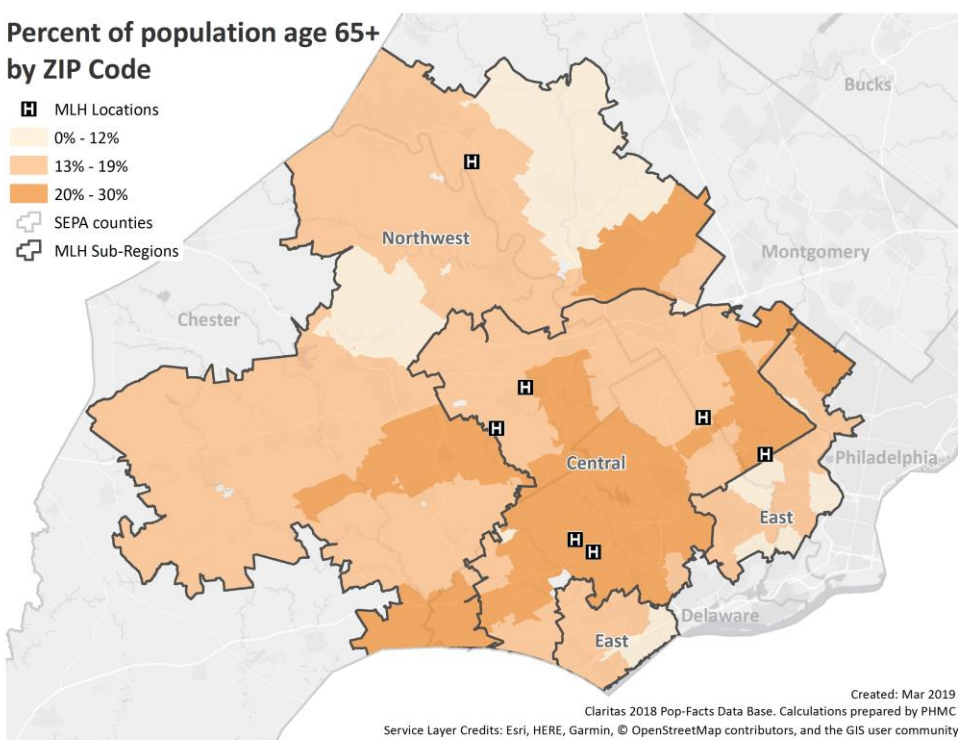 Percent of population age 65+
by ZIP Code
H MLH Locations
0% - 12%
13% - 19%
20% - 30%
SEPA counties
MLH Sub-Regions
Bucks
H
Northwest
Montgomery
Chester
H
H
H
Central
H
Philadelphia
East
H
H
Delaware
East
Created: Mar 2019
Claritas 2018 Pop-Facts Data Base. Calculations prepared by PHMC
Service Layer Credits: Esri, HERE, Garmin, © OpenStreetMap contributors, and the GIS user community